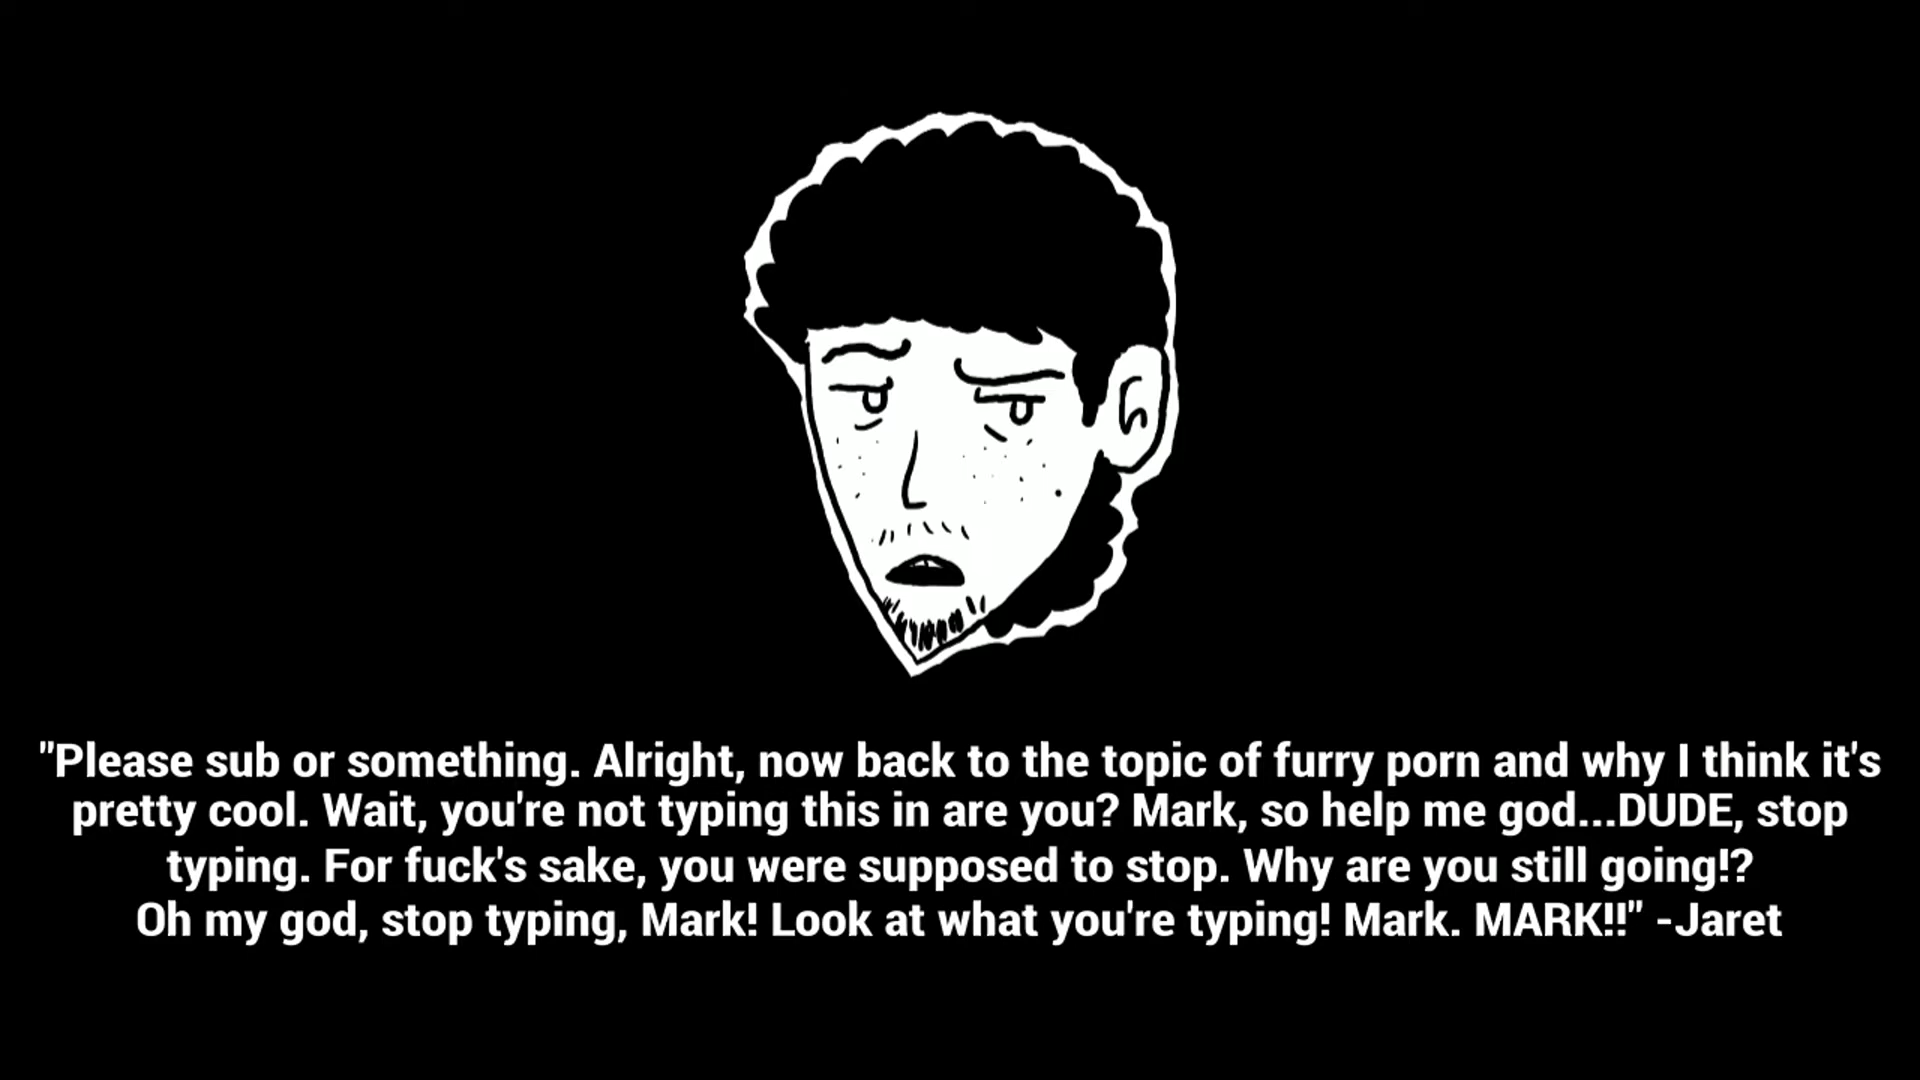 "Please sub or something. Alright, now back to the topic of furry porn and why I think it's
pretty cool. Wait, you're not typing this in are you? Mark, so help me god...DUDE, stop
typing. For fuck's sake, you were supposed to stop. Why are you still going!?
Oh my god, stop typing, Mark! Look at what you're typing! Mark. MARK!!" -Jaret